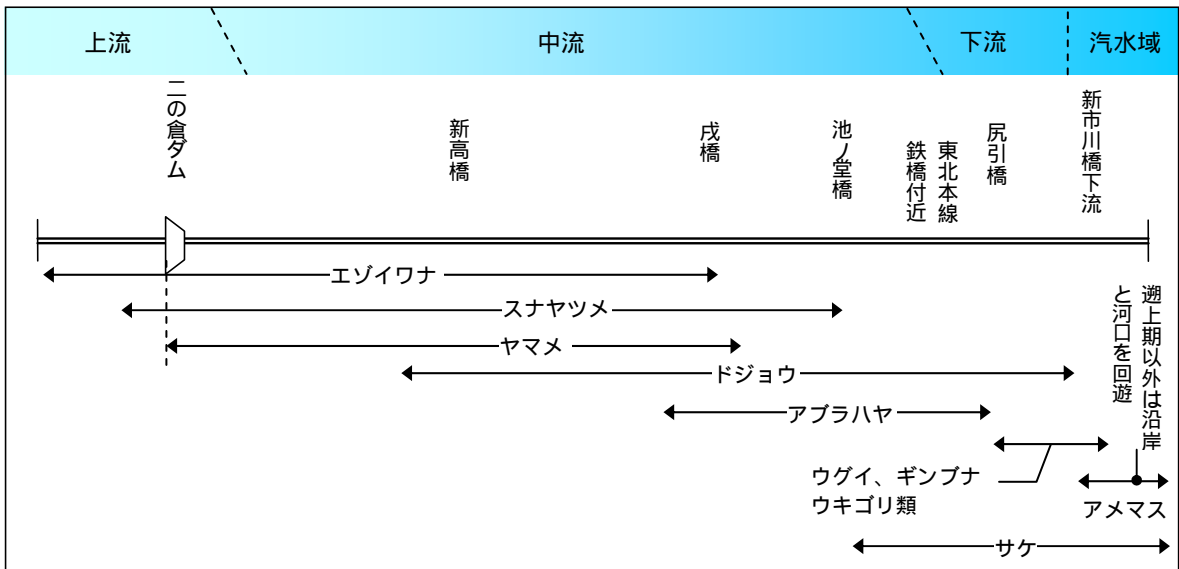 上流
中流
下流
汽水域
二の倉ダム
新高橋
戌橋
池ノ堂橋
東北本線
鉄橋付近
尻引橋
新市川橋下流
エゾイワナ
スナヤツメ
ヤマメ
ドジョウ
アブラハヤ
ウグイ、ギンブナ
ウキゴリ類
遡上期以外は沿岸
と河口を回遊
アメマス
サケ